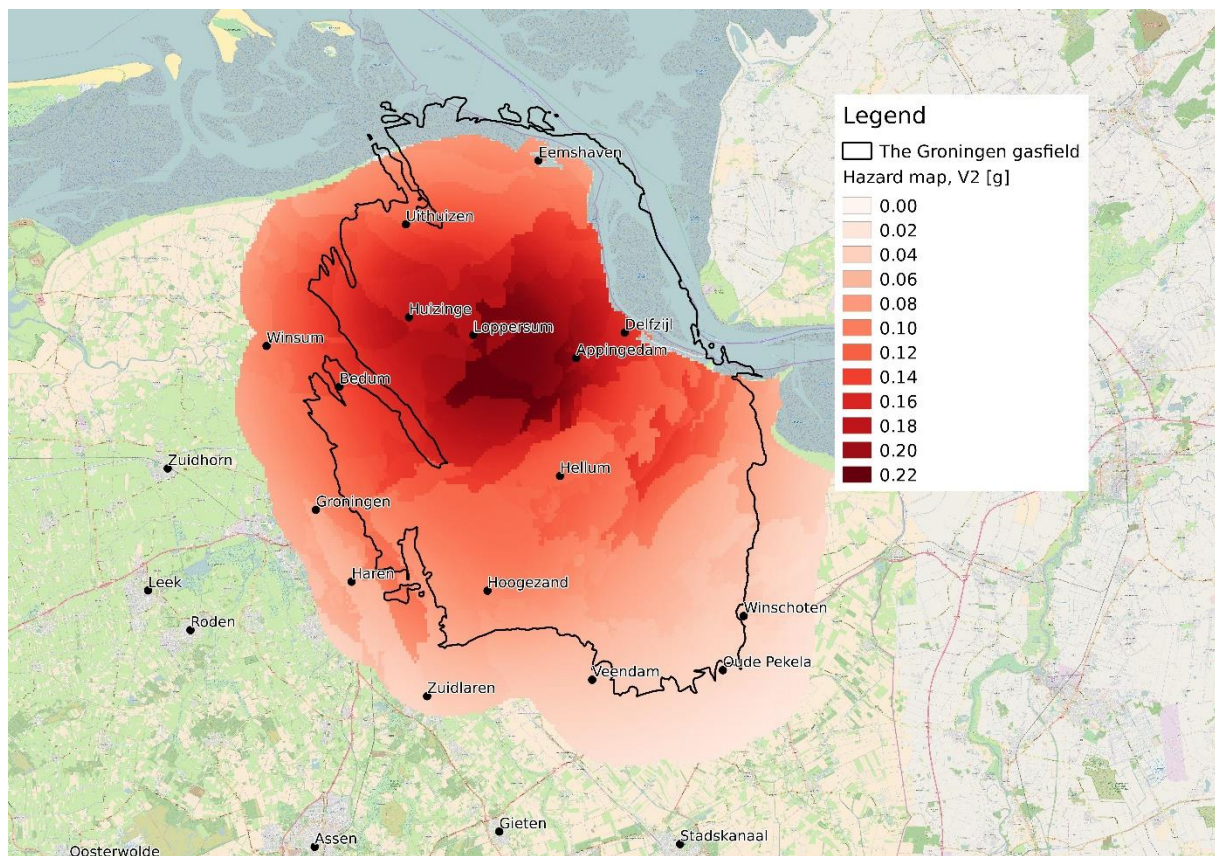 Legend
The Groningen gasfield
Hazard map, V2 [g]
0.00
0.02
0.04
0.06
0.08
0.10
0.12
0.14
0.16
0.18
0.20
0.22
Eemshaven
Uithuizen
Huizinge
Loppersum
Delfzijl
Winsum
Appingedam
Bedum
Zuidhorn
Hellum
Groningen
Leek
Haren
Hoogezand
Roden
Winschoten
Veendam
Oude Pekela
Zuidlaren
Gieten
Stadskanaal
Assen
Oosterwolde